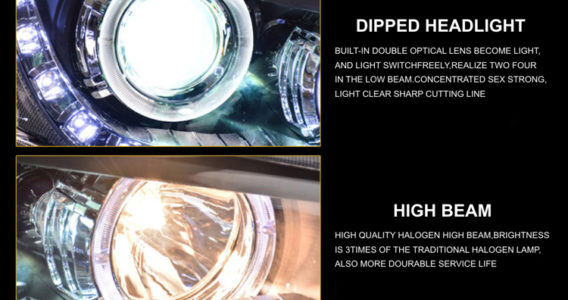 DIPPED HEADLIGHT
BUILT-IN DOUBLE OPTICAL LENS BECOME LIGHT,
AND LIGHT SWITCHFREELY,REALIZE TWO FOUR
IN THE LOW BEAM.CONCENTRATED SEX STRONG,
LIGHT CLEAR SHARP CUTTING LINE
HIGH BEAM
HIGH QUALITY HALOGEN HIGH BEAM,BRIGHTNESS
IS 3TIMES OF THE TRADITIONAL HALOGEN LAMP,
ALSO MORE DOURABLE SERVICE LIFE